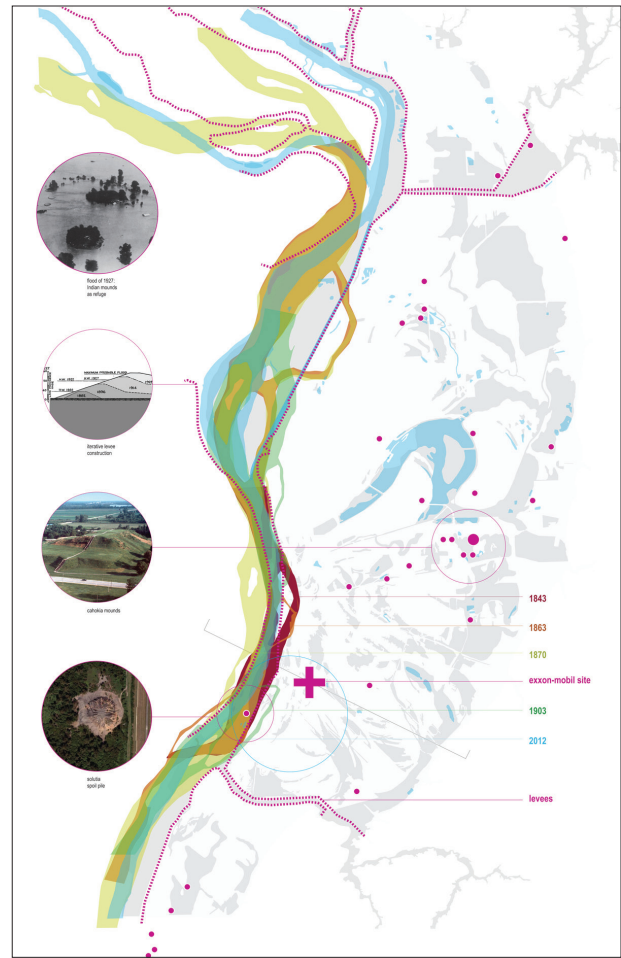 flood of 1927:
Indian mounds
as refuge
iterative levee
construction
cahokia mounds
solutia
spoil pile
1843
1863
1870
exxon-mobil site
1903
2012
levees